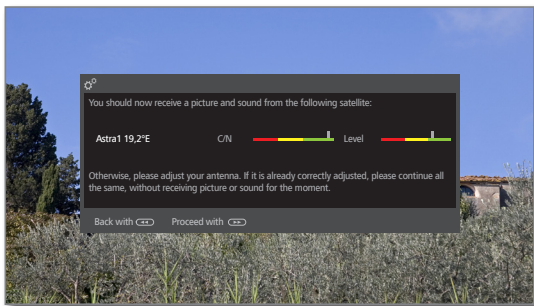 You should now receive a picture and sound from the following satellite:
Astra1 19,2°E C/N Level
Otherwise, please adjust your antenna. If it is already correctly adjusted, please continue all
the same, without receiving picture or sound for the moment.
Back with Proceed with